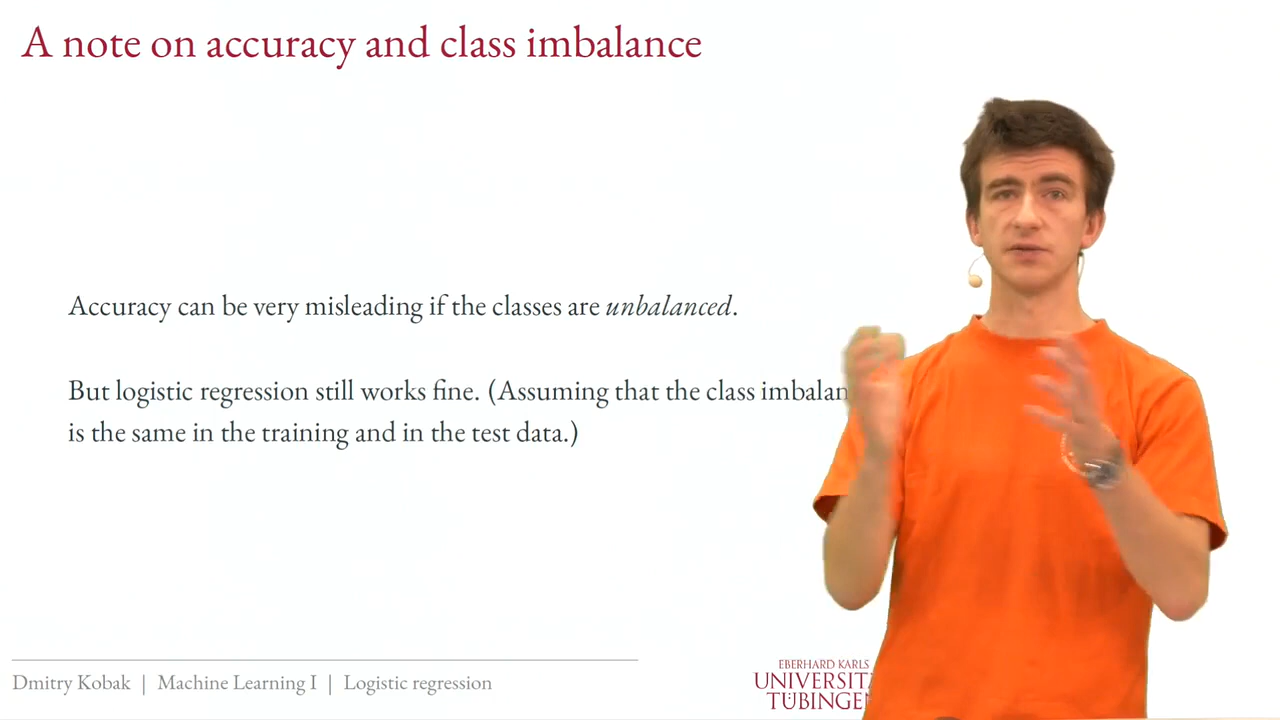 A note on accuracy and class imbalance
Accuracy can be very misleading if the classes are unbalanced.
But logistic regression still works fine. (Assuming that the class imbalan
is the same in the training and in the test data.)
Dmitry Kobak | Machine Learning I | Logistic regression
EBERHARD KARLS
UNIVERSIT
TÜBINGE